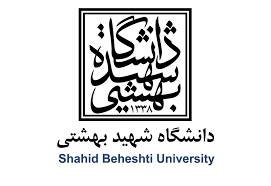 دانشگاه
شهید
بهشتی
۱۳۳۸
دانشگاه شهید بهشتی
Shahid Beheshti University